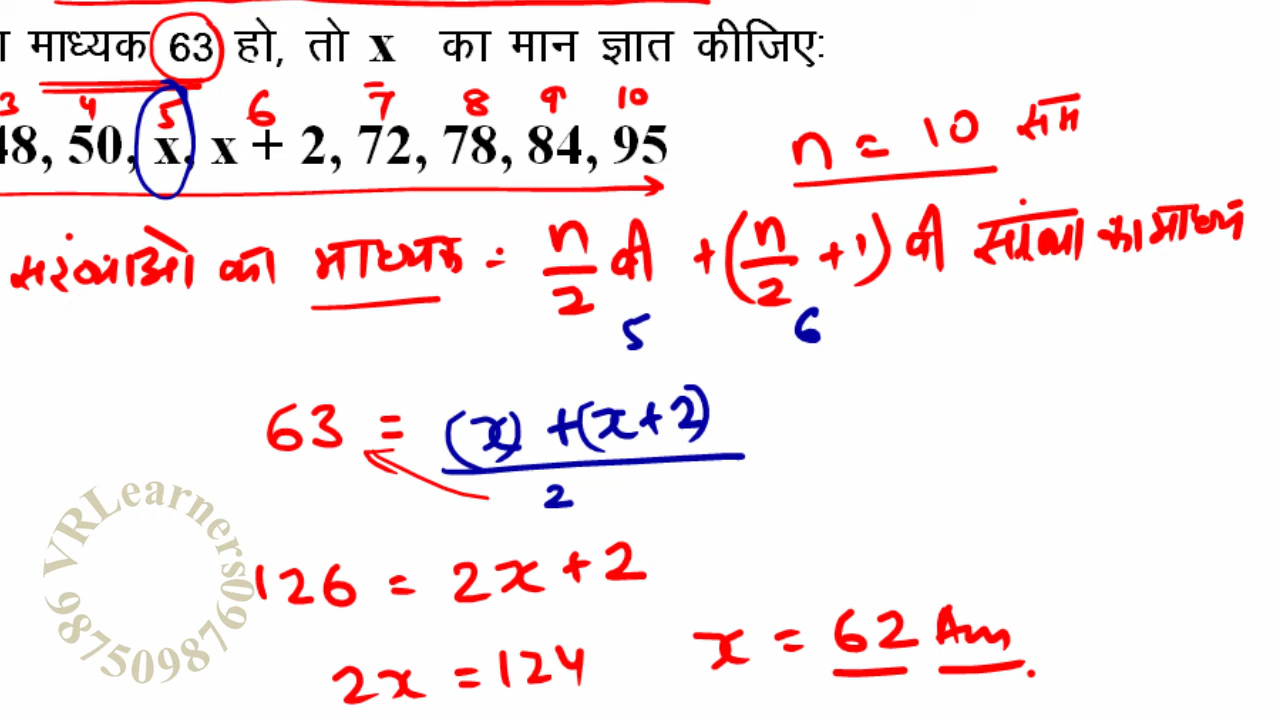 माध्यक 63 हो, तो x का मान ज्ञात कीजिए:
3 4 5 6 7 8 9 10
48, 50, x, x + 2, 72, 78, 84, 95
n = 10 सम
संख्याओ का माध्यक = n/2 वी + (n/2 + 1) वी संख्या का माध्य
5 6
63 = (x) + (x+2) / 2
126 = 2x + 2
2x = 124
x = 62 Ans.
VRLearners
9875098760